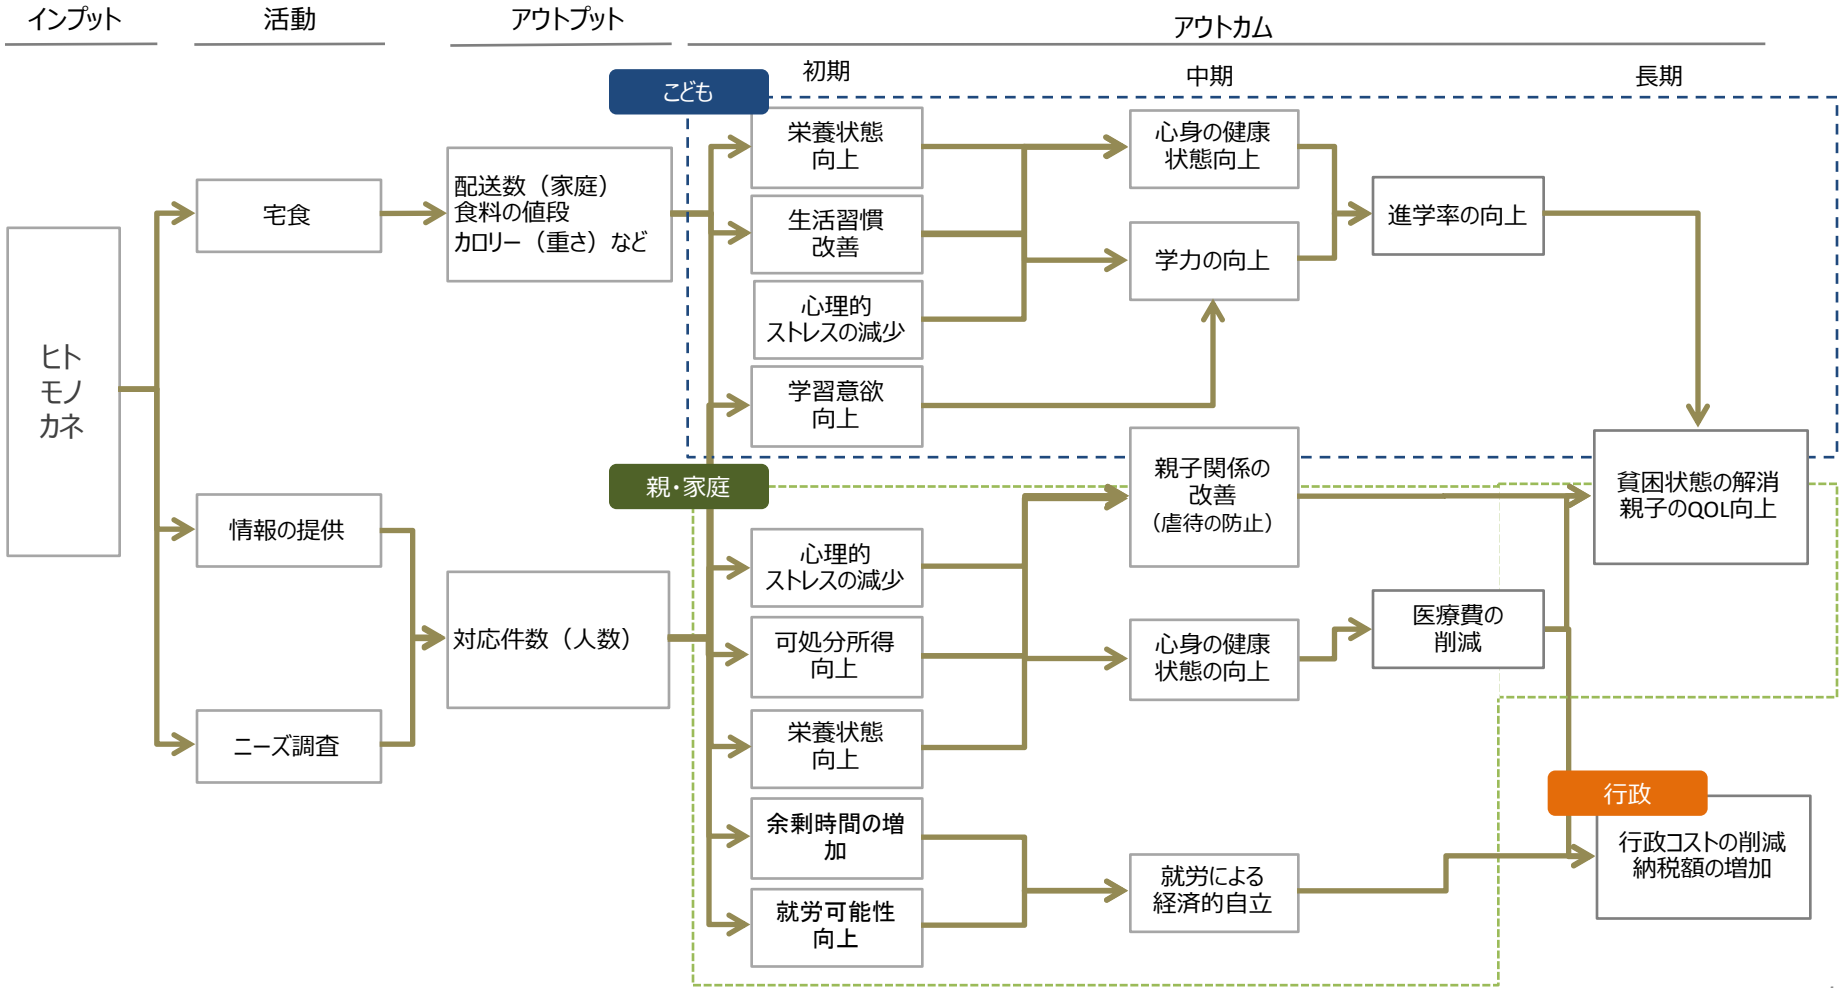 インプット
活動
アウトプット
アウトカム
初期
中期
長期
こども
ヒト
モノ
カネ
宅食
情報の提供
ニーズ調査
配送数（家庭）
食料の値段
カロリー（重さ）など
対応件数（人数）
栄養状態
向上
生活習慣
改善
心理的
ストレスの減少
学習意欲
向上
心身の健康
状態向上
学力の向上
進学率の向上
親・家庭
心理的
ストレスの減少
可処分所得
向上
栄養状態
向上
余剰時間の増
加
就労可能性
向上
親子関係の
改善
（虐待の防止）
心身の健康
状態の向上
医療費の
削減
就労による
経済的自立
貧困状態の解消
親子のQOL向上
行政
行政コストの削減
納税額の増加